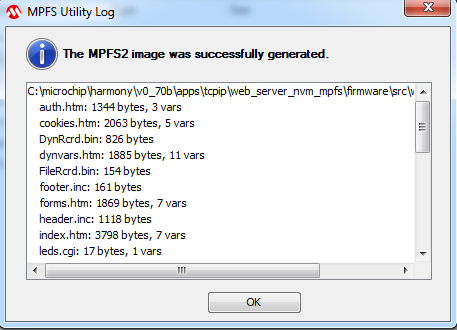 MPFS Utility Log
The MPFS2 image was successfully generated.
C:\microchip\harmony\v0_70b\apps\tcpip\web_server_nvm_mpfs\firmware\src\
auth.htm: 1344 bytes, 3 vars
cookies.htm: 2063 bytes, 5 vars
DynRcrd.bin: 826 bytes
dynvars.htm: 1885 bytes, 11 vars
FileRcrd.bin: 154 bytes
footer.inc: 161 bytes
forms.htm: 1869 bytes, 7 vars
header.inc: 1118 bytes
index.htm: 3798 bytes, 7 vars
leds.cgi: 17 bytes, 1 vars
OK